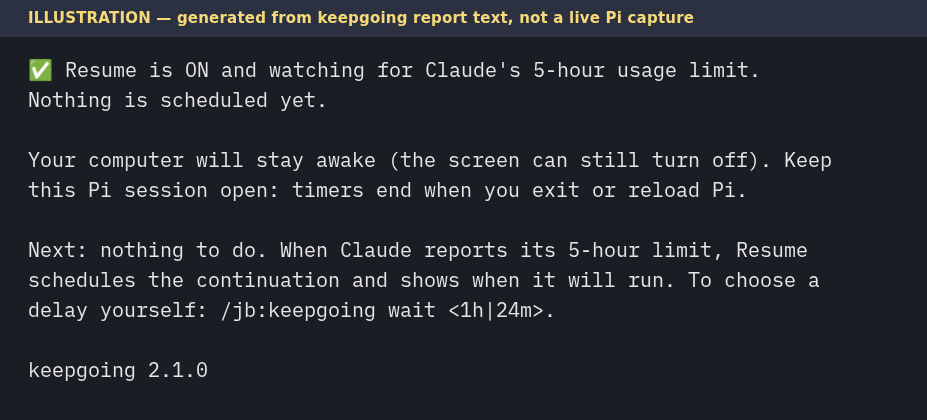 ILLUSTRATION — generated from keepgoing report text, not a live Pi capture
✅ Resume is ON and watching for Claude's 5-hour usage limit.
Nothing is scheduled yet.
Your computer will stay awake (the screen can still turn off). Keep
this Pi session open: timers end when you exit or reload Pi.
Next: nothing to do. When Claude reports its 5-hour limit, Resume
schedules the continuation and shows when it will run. To choose a
delay yourself: /jb:keepgoing wait <1h|24m>.
keepgoing 2.1.0